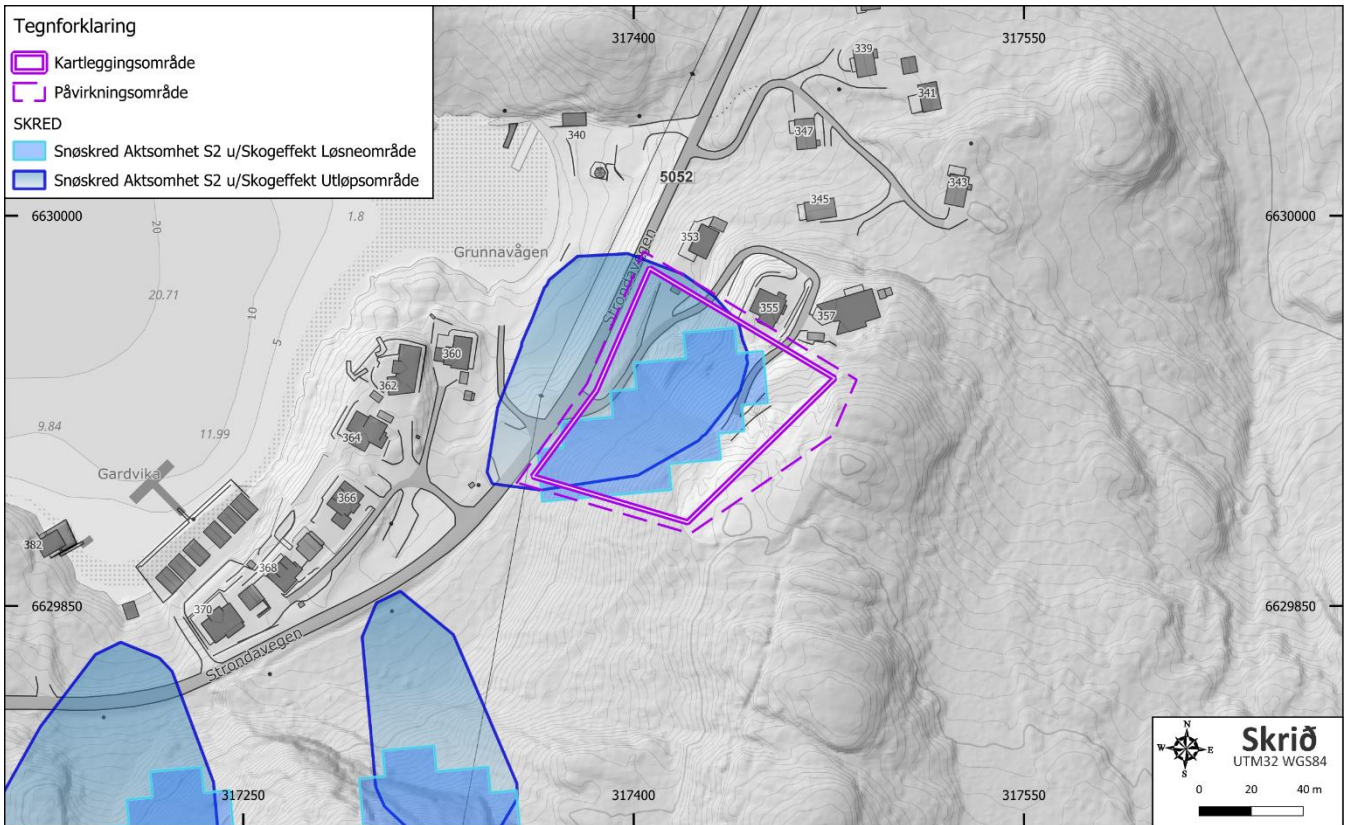 Tegnforklaring
Kartleggingsområde
Påvirkningsområde
SKRED
Snøskred Aktsomhet S2 u/Skogeffekt Løsneområde
Snøskred Aktsomhet S2 u/Skogeffekt Utløpsområde
317400
317550
339
341
340
347
5052
343
345
6630000
6630000
1.8
20
353
Grunnavågen
Strondavegen
20.71
10
355
357
5
360
362
9.84
11.99
364
Gardvika
366
382
368
370
6629850
6629850
Strondavegen
317250
317400
317550
N
W
E
S
Skrið
UTM32 WGS84
0
20
40 m